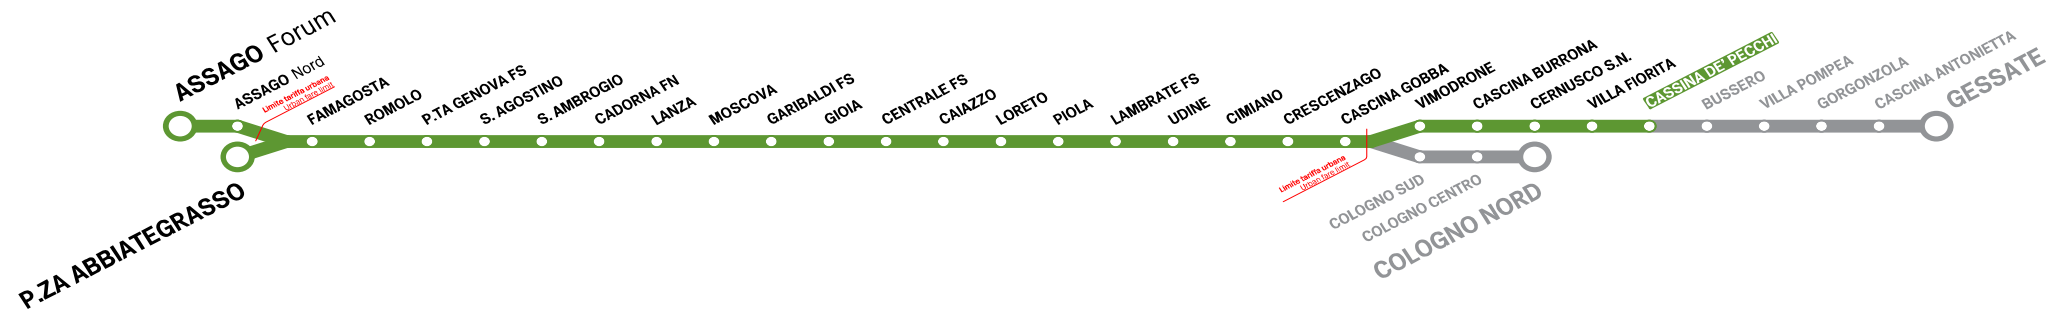 ASSAGO Forum
ASSAGO Nord
Limite tariffa urbana
Urban fare limit
P.ZA ABBIATEGRASSO
FAMAGOSTA
ROMOLO
P.TA GENOVA FS
S. AGOSTINO
S. AMBROGIO
CADORNA FN
LANZA
MOSCOVA
GARIBALDI FS
GIOIA
CENTRALE FS
CAIAZZO
LORETO
PIOLA
LAMBRATE FS
UDINE
CIMIANO
CRESCENZAGO
CASCINA GOBBA
Limite tariffa urbana
Urban fare limit
VIMODRONE
CASCINA BURRONA
CERNUSCO S.N.
VILLA FIORITA
CASSINA DE' PECCHI
BUSSERO
VILLA POMPEA
GORGONZOLA
CASCINA ANTONIETTA
GESSATE
COLOGNO SUD
COLOGNO CENTRO
COLOGNO NORD